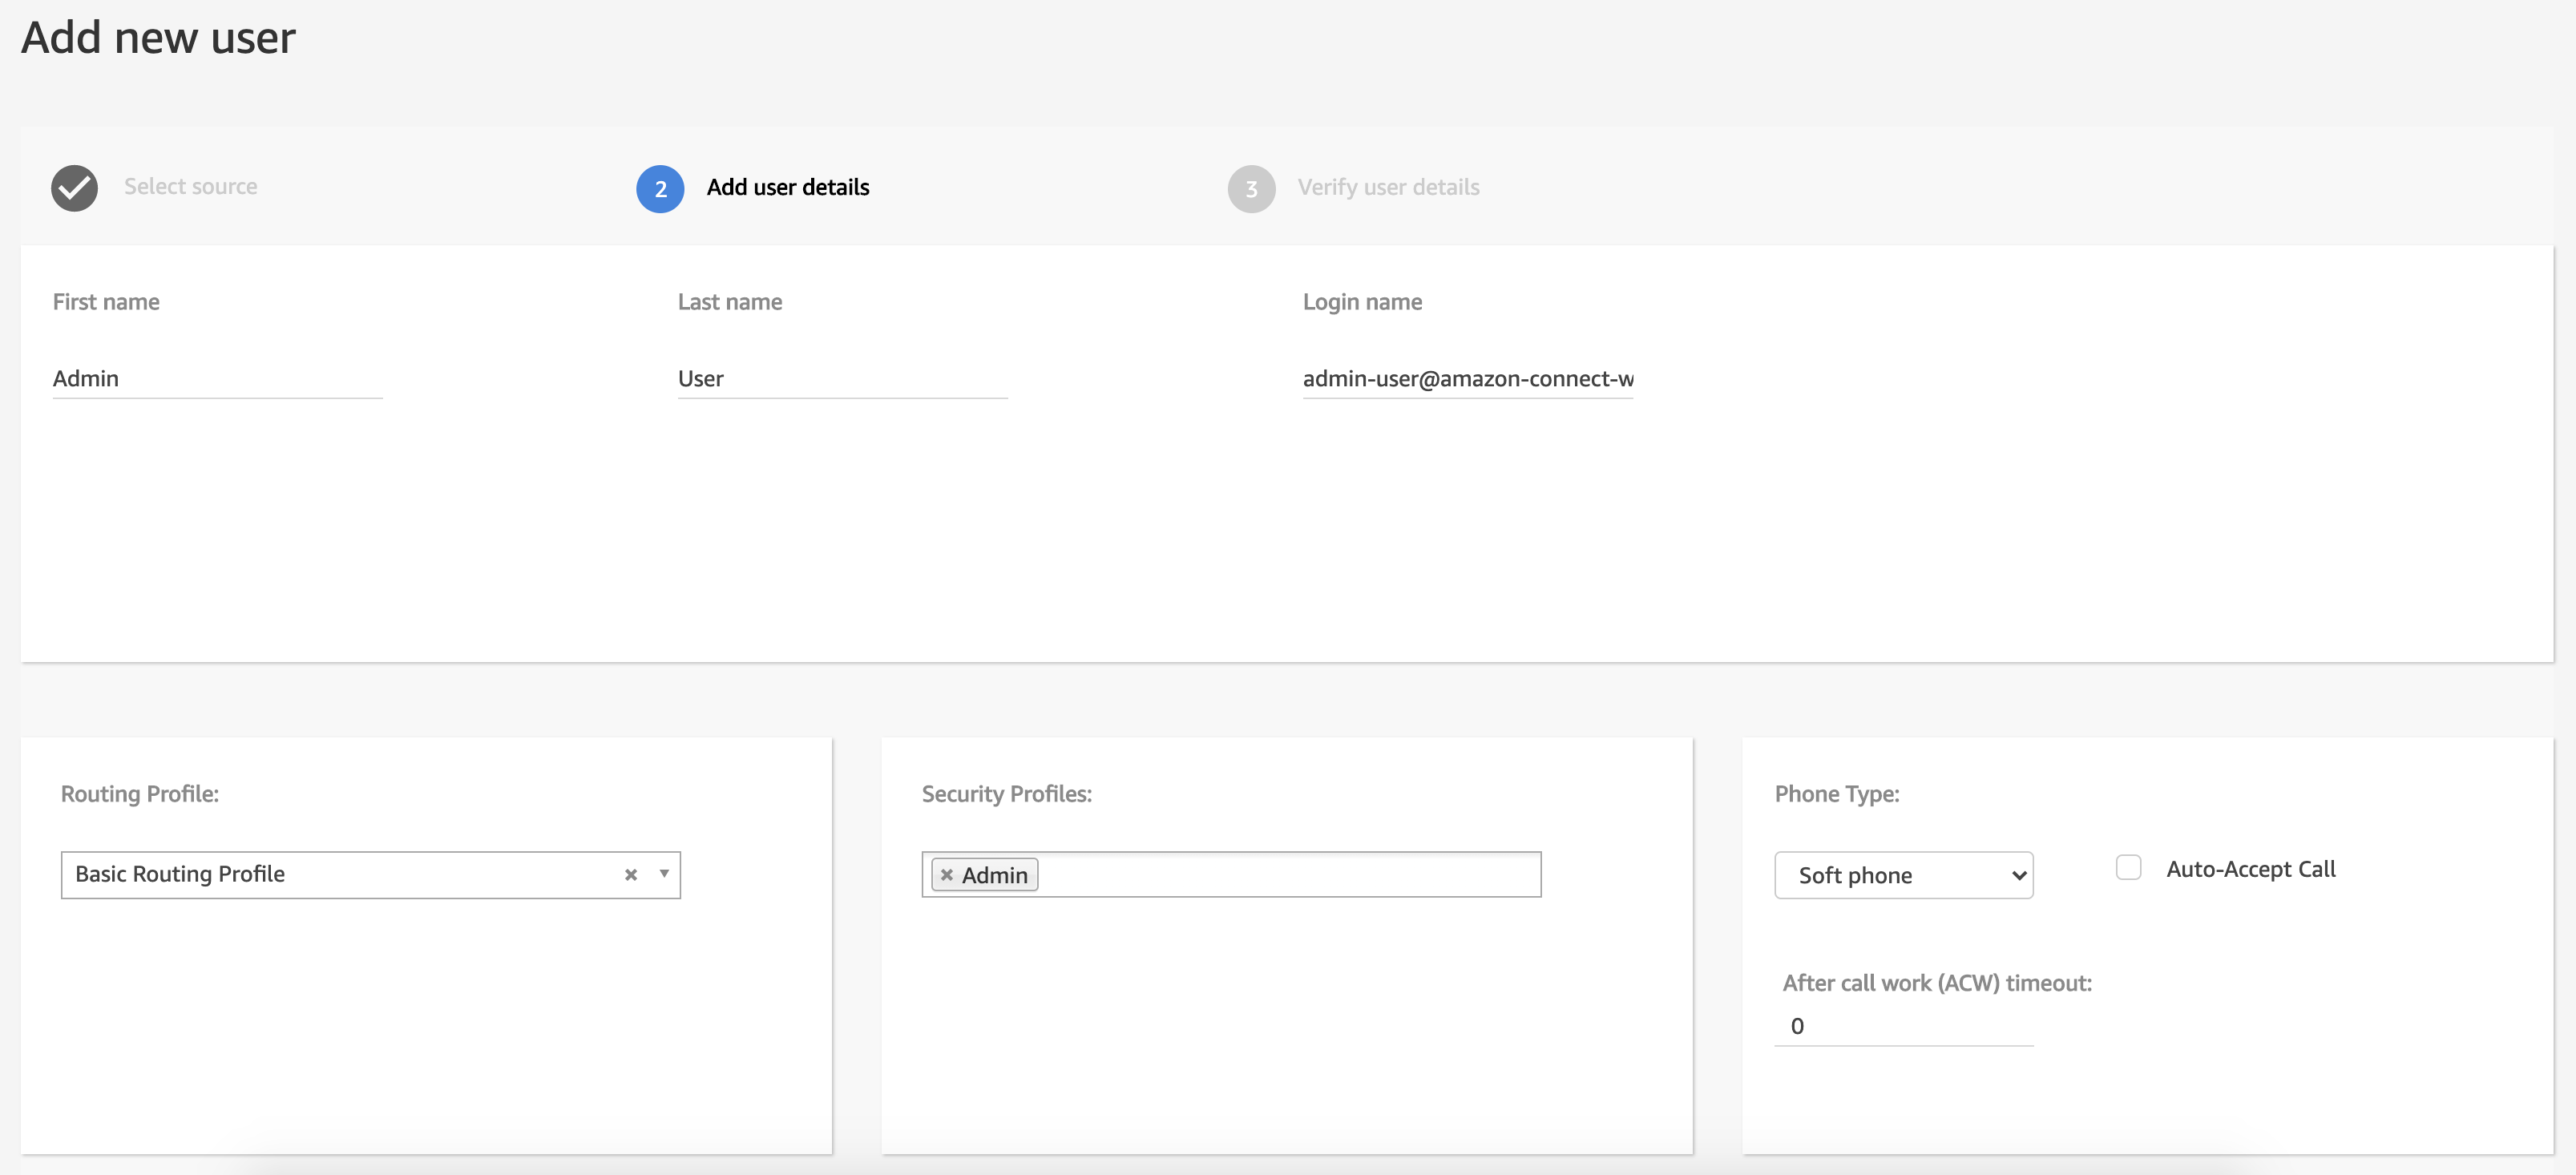 Add new user
Select source
2 Add user details
3 Verify user details
First name
Last name
Login name
Admin
User
admin-user@amazon-connect-w
Routing Profile:
Basic Routing Profile
Security Profiles:
Admin
Phone Type:
Soft phone
Auto-Accept Call
After call work (ACW) timeout:
0